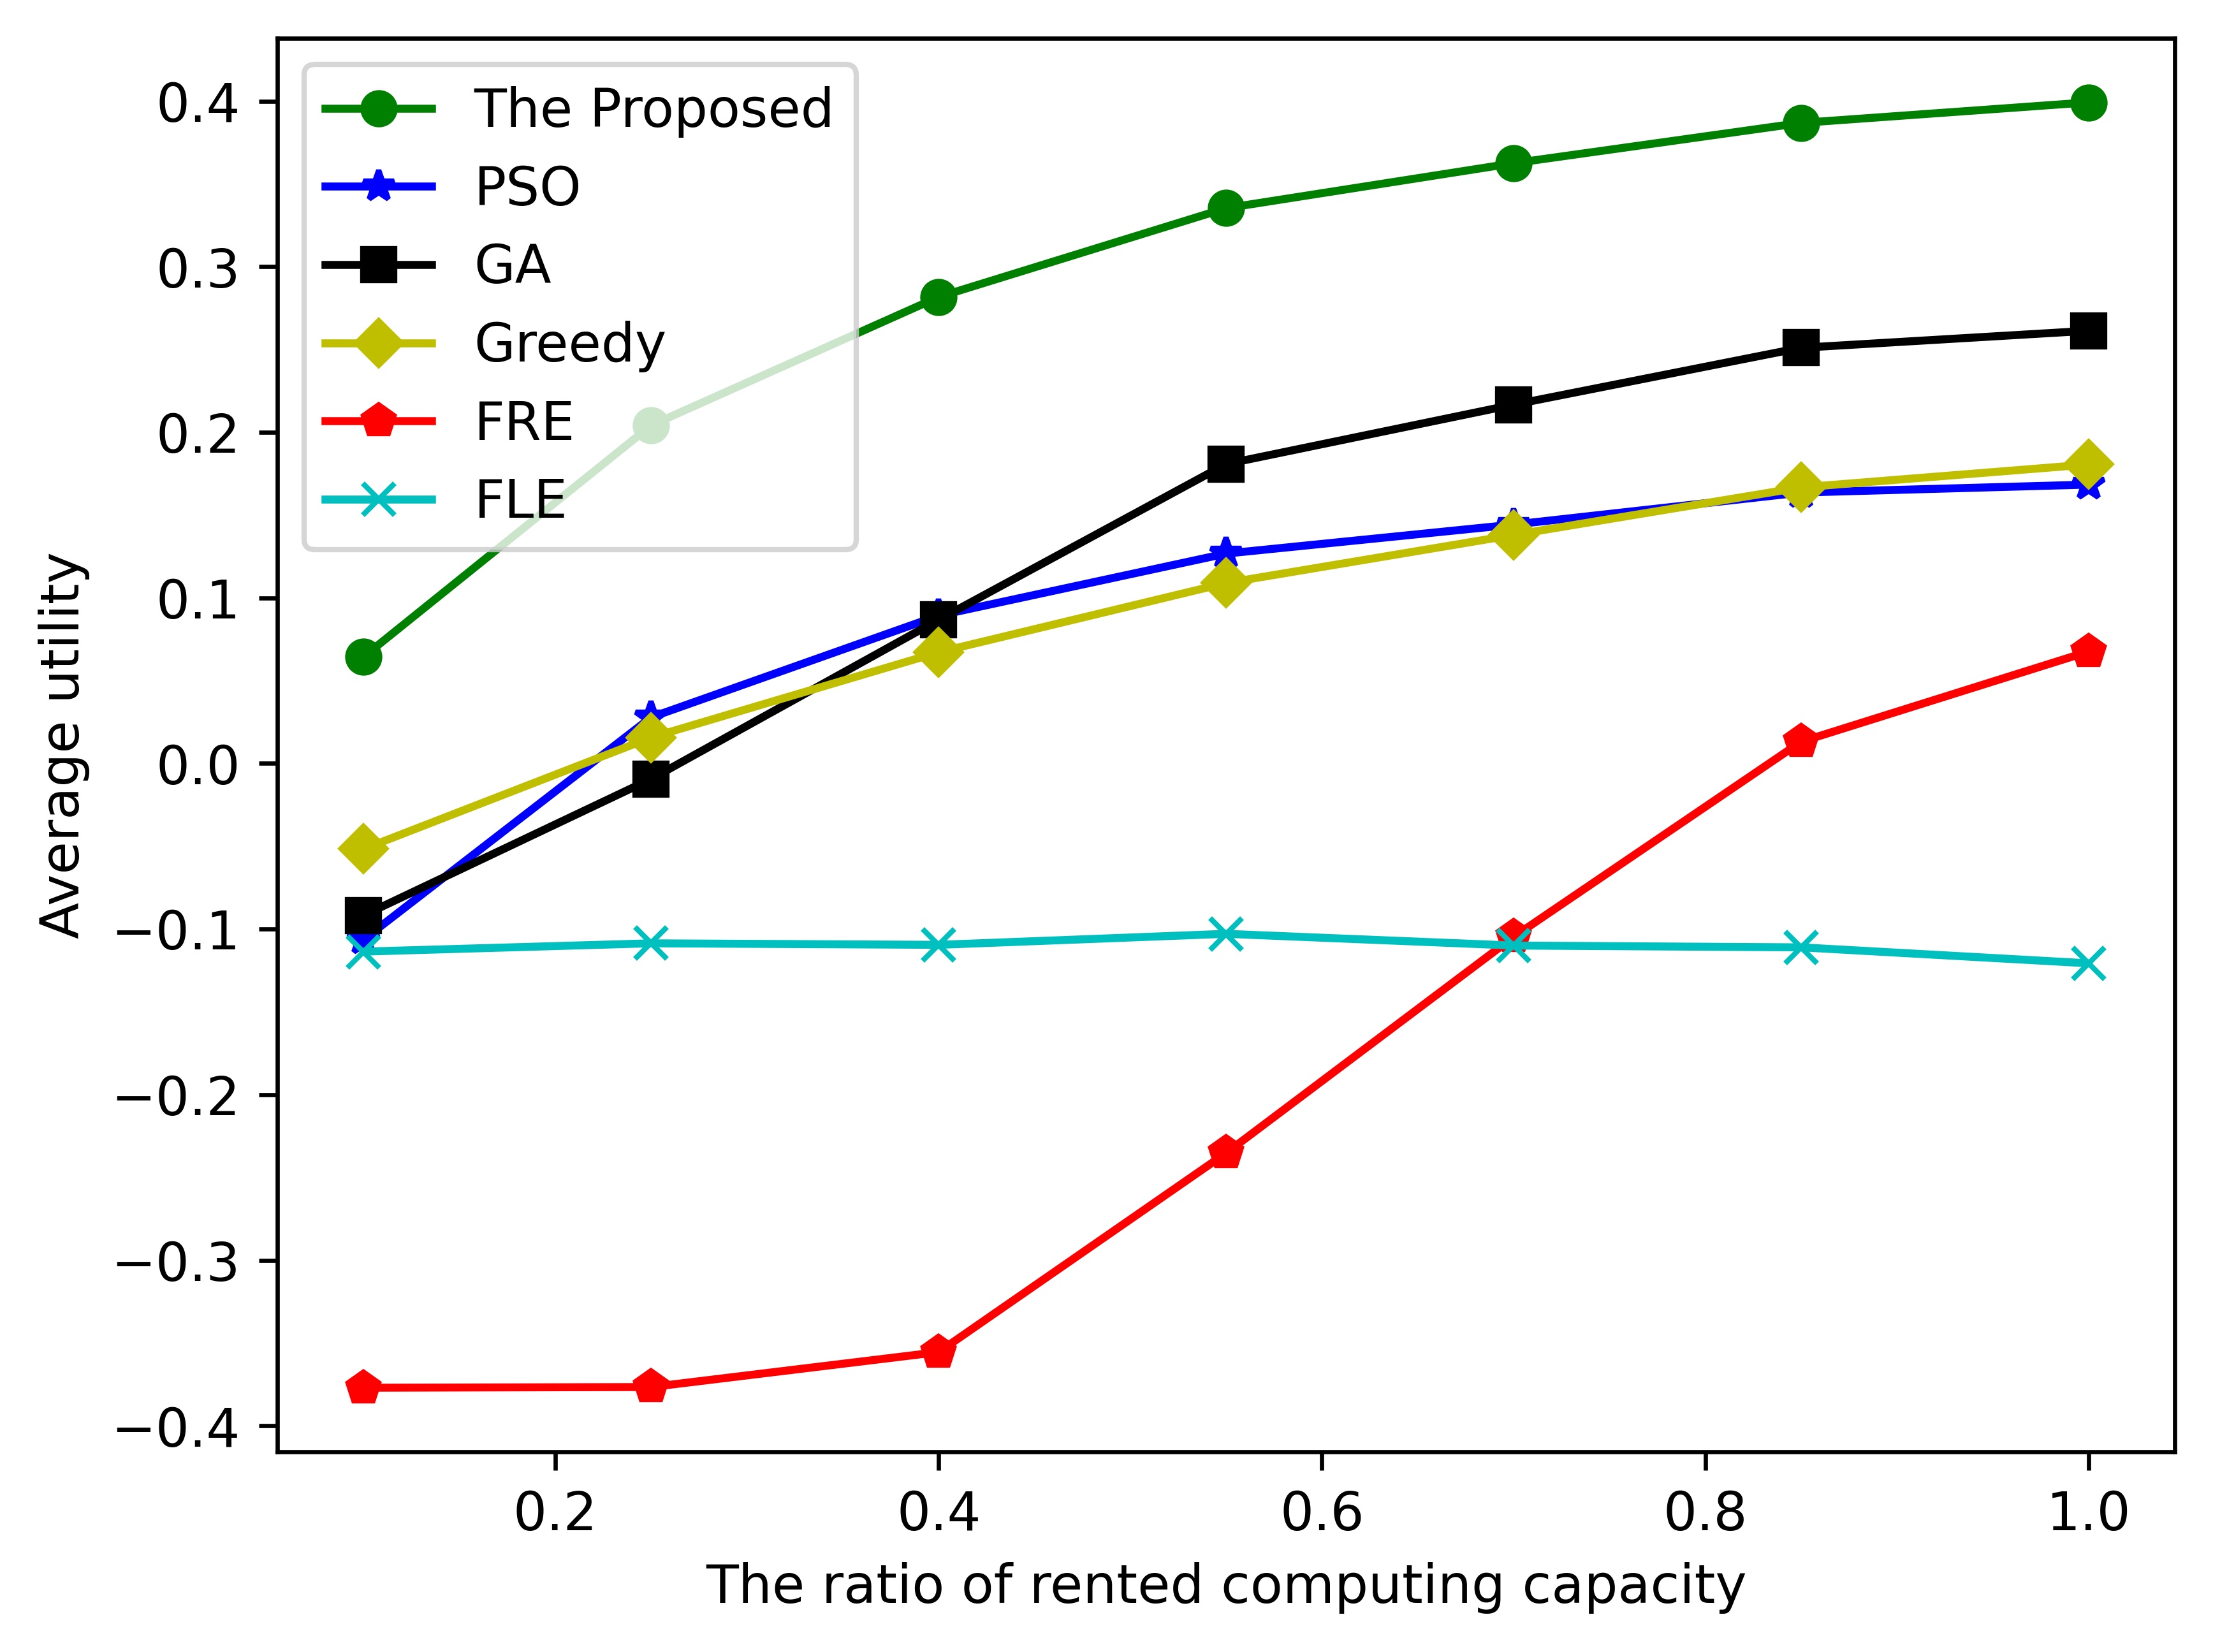 The Proposed
PSO
GA
Greedy
FRE
FLE
0.4
0.3
0.2
0.1
0.0
−0.1
−0.2
−0.3
−0.4
Average utility
0.2 0.4 0.6 0.8 1.0
The ratio of rented computing capacity